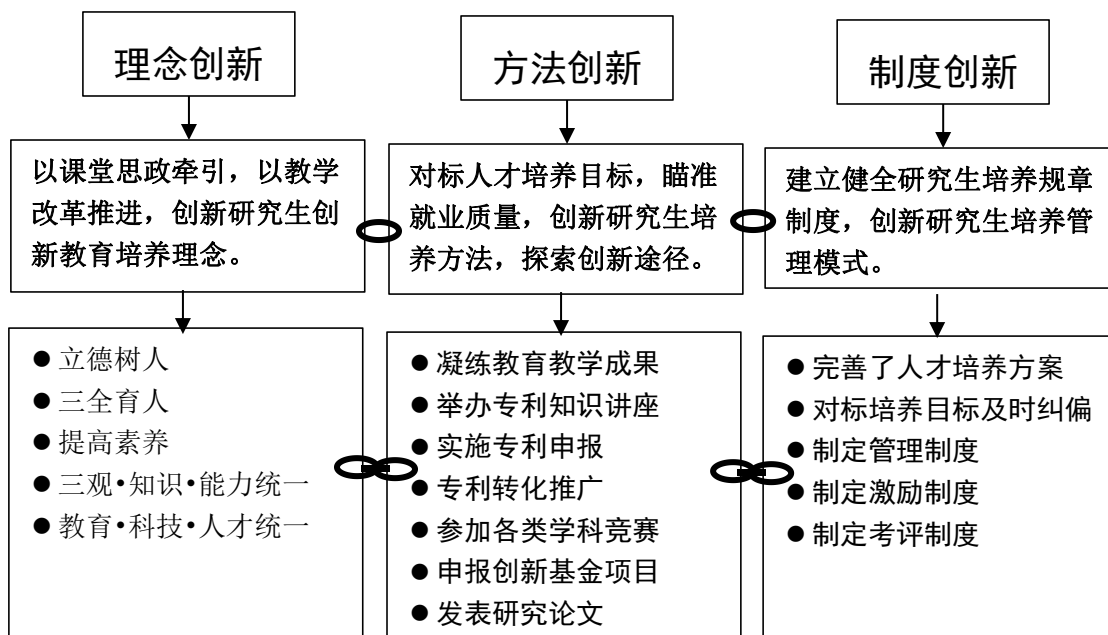 理念创新
方法创新
制度创新
以课堂思政牵引，以教学
改革推进，创新研究生创
新教育培养理念。
对标人才培养目标，瞄准
就业质量，创新研究生培
养方法，探索创新途径。
建立健全研究生培养规章
制度，创新研究生培养管
理模式。
●立德树人
●三全育人
●提高素养
●三观•知识•能力统一
●教育•科技•人才统一
●凝练教育教学成果
●举办专利知识讲座
●实施专利申报
●专利转化推广
●参加各类学科竞赛
●申报创新基金项目
●发表研究论文
●完善了人才培养方案
●对标培养目标及时纠偏
●制定管理制度
●制定激励制度
●制定考评制度